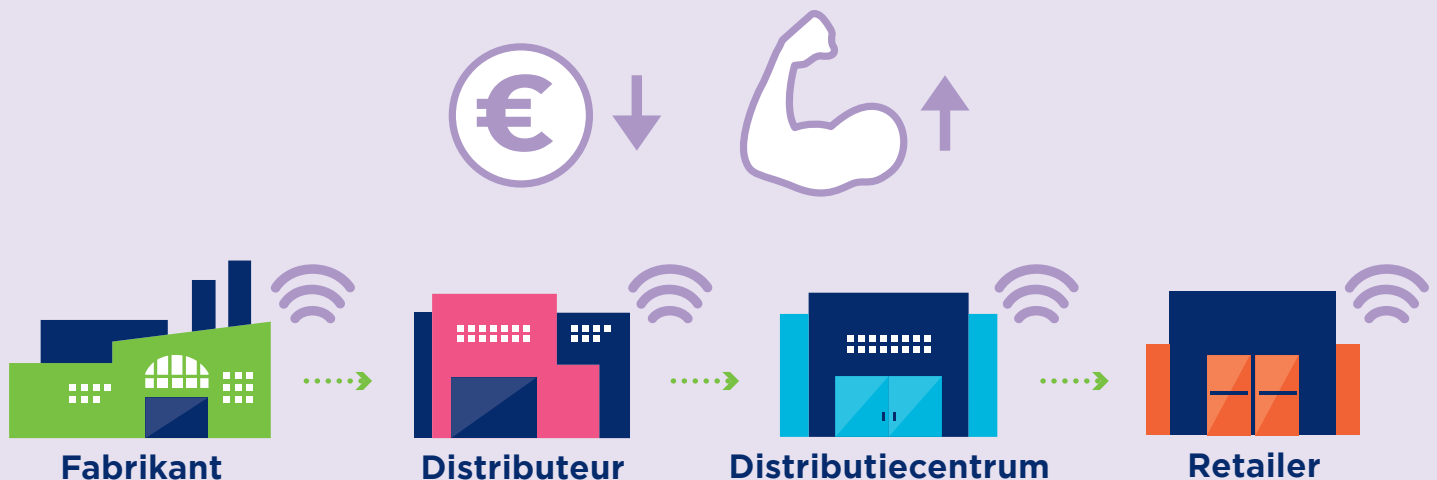 €
Fabrikant
Distributeur
Distributiecentrum
Retailer